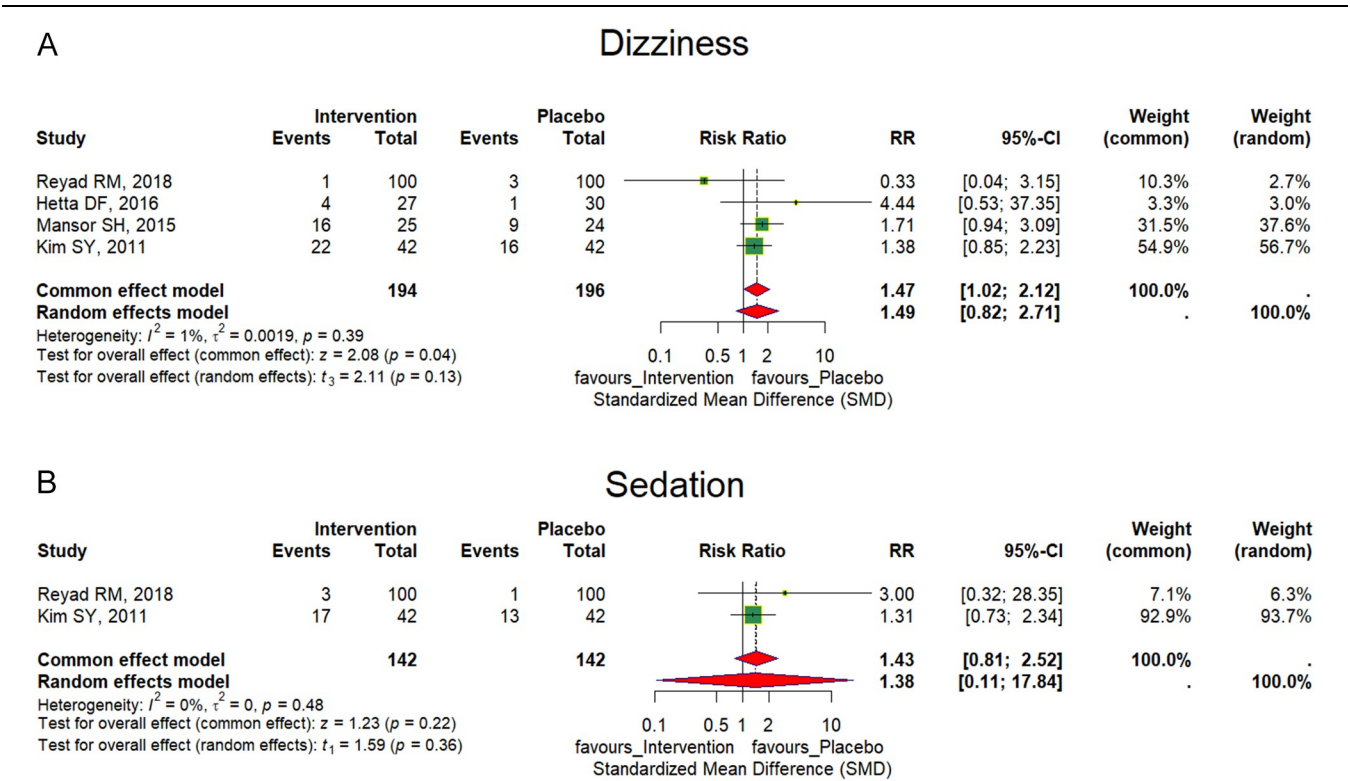 A
Dizziness
Intervention Placebo Weight Weight
Study Events Total Events Total Risk Ratio RR 95%-CI (common) (random)
Reyad RM, 2018 1 100 3 100 0.33 [0.04; 3.15] 10.3% 2.7%
Hetta DF, 2016 4 27 1 30 4.44 [0.53; 37.35] 3.3% 3.0%
Mansor SH, 2015 16 25 9 24 1.71 [0.94; 3.09] 31.5% 37.6%
Kim SY, 2011 22 42 16 42 1.38 [0.85; 2.23] 54.9% 56.7%
Common effect model 194 196 1.47 [1.02; 2.12] 100.0% .
Random effects model 1.49 [0.82; 2.71] . 100.0%
Heterogeneity: I² = 1%, τ² = 0.0019, p = 0.39
Test for overall effect (common effect): z = 2.08 (p = 0.04)
Test for overall effect (random effects): t₃ = 2.11 (p = 0.13)
0.1 0.5 1 2 10
favours_Intervention favours_Placebo
Standardized Mean Difference (SMD)
B
Sedation
Intervention Placebo Weight Weight
Study Events Total Events Total Risk Ratio RR 95%-CI (common) (random)
Reyad RM, 2018 3 100 1 100 3.00 [0.32; 28.35] 7.1% 6.3%
Kim SY, 2011 17 42 13 42 1.31 [0.73; 2.34] 92.9% 93.7%
Common effect model 142 142 1.43 [0.81; 2.52] 100.0% .
Random effects model 1.38 [0.11; 17.84] . 100.0%
Heterogeneity: I² = 0%, τ² = 0, p = 0.48
Test for overall effect (common effect): z = 1.23 (p = 0.22)
Test for overall effect (random effects): t₁ = 1.59 (p = 0.36)
0.1 0.5 1 2 10
favours_Intervention favours_Placebo
Standardized Mean Difference (SMD)